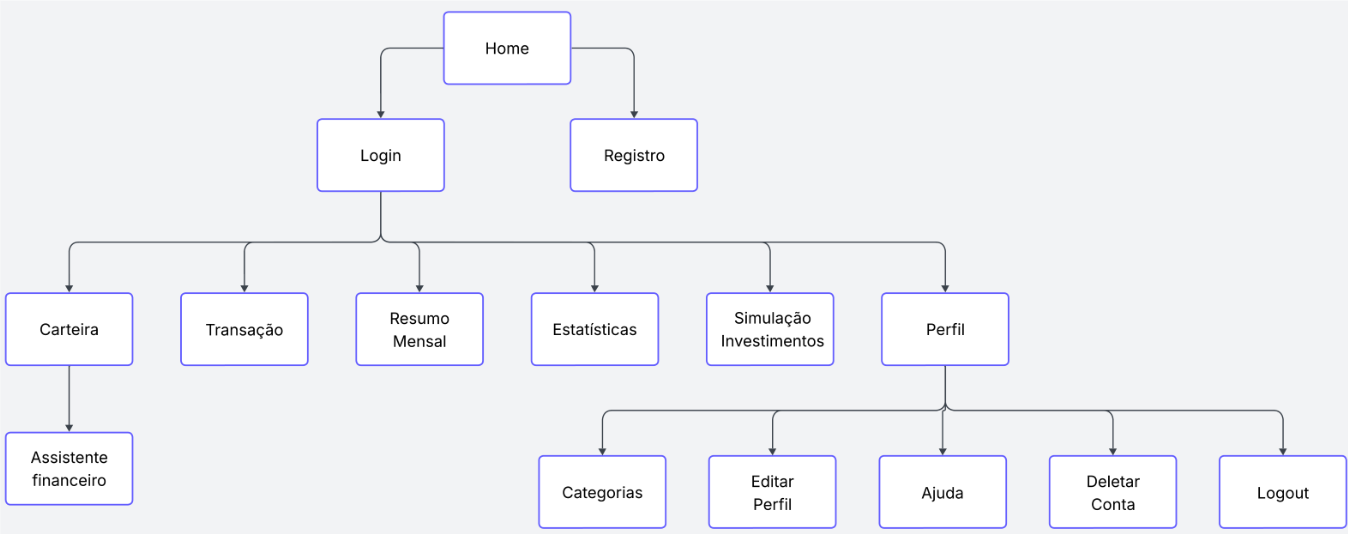 Home
Login
Registro
Carteira
Transação
Resumo
Mensal
Estatísticas
Simulação
Investimentos
Perfil
Assistente
financeiro
Categorias
Editar
Perfil
Ajuda
Deletar
Conta
Logout